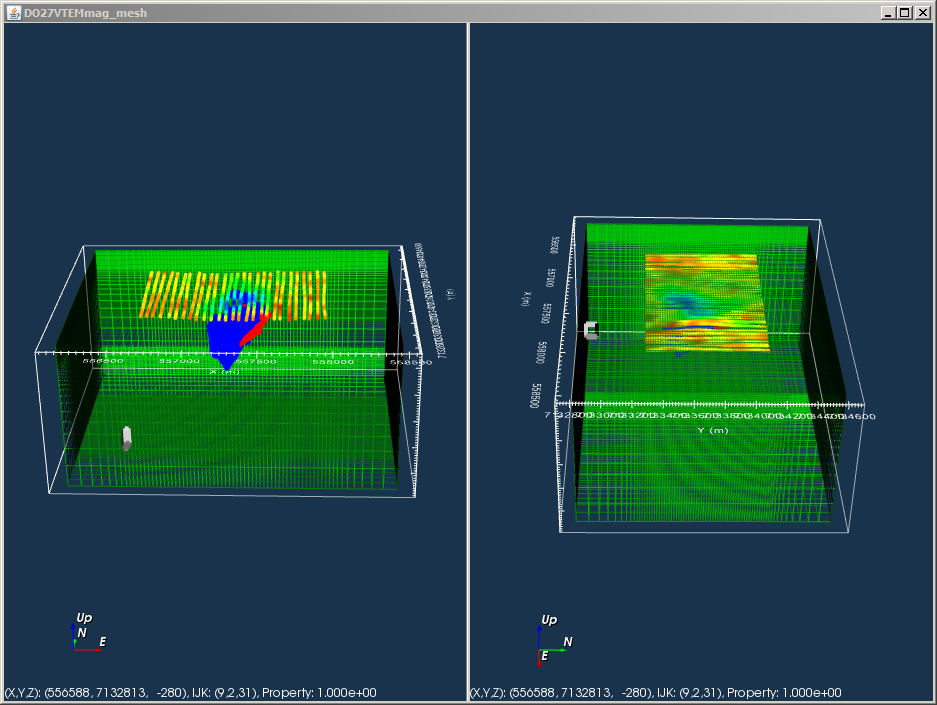 DO27VTEMmag_mesh
556500 557000 557500 558000 558500
X (m)
Y (m)
Up
N
E
(X,Y,Z): (556588, 7132813, -280), IJK: (9,2,31), Property: 1.000e+00
556500
557000
X (m)
557500
558000
558500
Y (m)
Up
N
E
(X,Y,Z): (556588, 7132813, -280), IJK: (9,2,31), Property: 1.000e+00